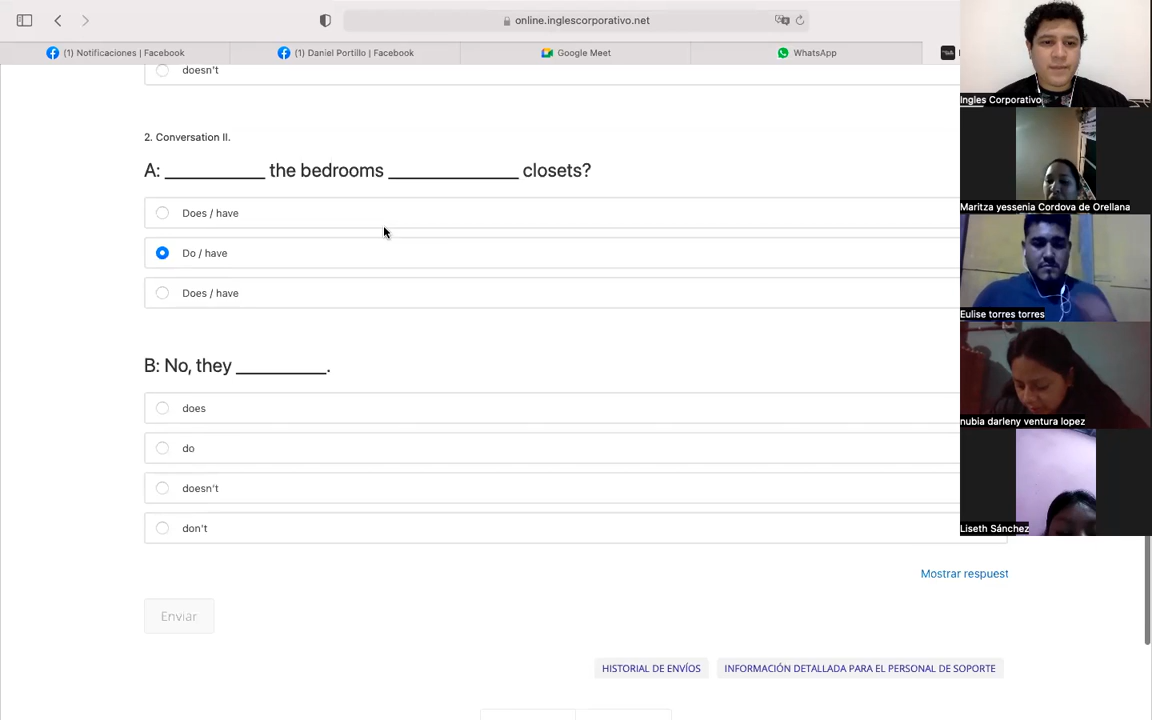 online.inglescorporativo.net
(1) Notificaciones | Facebook
(1) Daniel Portillo | Facebook
Google Meet
WhatsApp
doesn't
2. Conversation II.
A: ___________ the bedrooms ______________ closets?
Does / have
Do / have
Does / have
B: No, they __________.
does
do
doesn't
don't
Mostrar respuest
Enviar
HISTORIAL DE ENVÍOS
INFORMACIÓN DETALLADA PARA EL PERSONAL DE SOPORTE
Ingles Corporativo
Maritza yessenia Cordova de Orellana
Eulise torres torres
nubia darleny ventura lopez
Liseth Sánchez